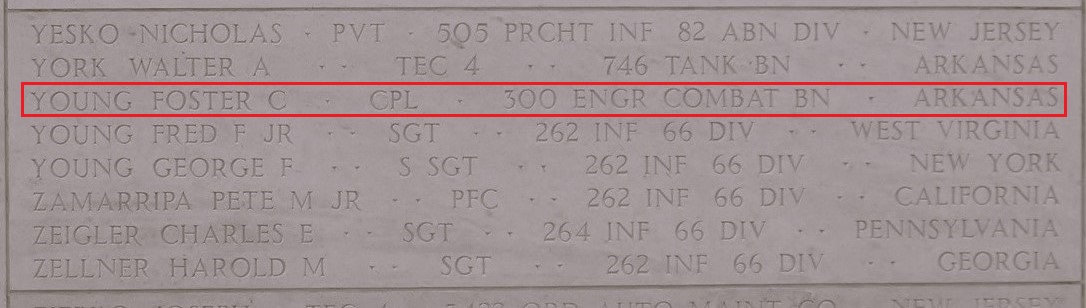 YESKO NICHOLAS · PVT · 505 PRCHT INF 82 ABN DIV · NEW JERSEY
YORK WALTER A · · TEC 4 · · 746 TANK BN · · ARKANSAS
YOUNG FOSTER C · CPL · 300 ENGR COMBAT BN · ARKANSAS
YOUNG FRED F JR · · SGT · · 262 INF 66 DIV · · WEST VIRGINIA
YOUNG GEORGE F · · S SGT · · 262 INF 66 DIV · · NEW YORK
ZAMARRIPA PETE M JR · · PFC · · 262 INF 66 DIV · · CALIFORNIA
ZEIGLER CHARLES E · · SGT · · 264 INF 66 DIV · · PENNSYLVANIA
ZELLNER HAROLD M · · SGT · · 262 INF 66 DIV · · GEORGIA